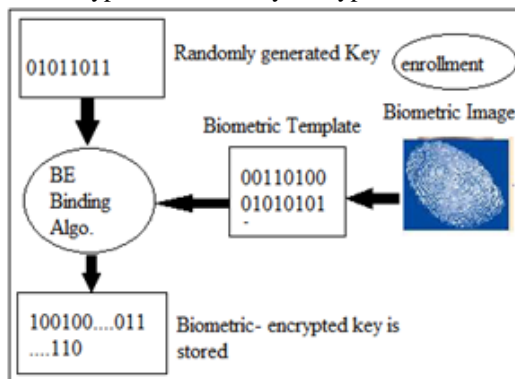 01011011
Randomly generated Key
enrollment
Biometric Image
Biometric Template
00110100
01010101
-
BE
Binding
Algo.
100100....011
....110
Biometric- encrypted key is
stored